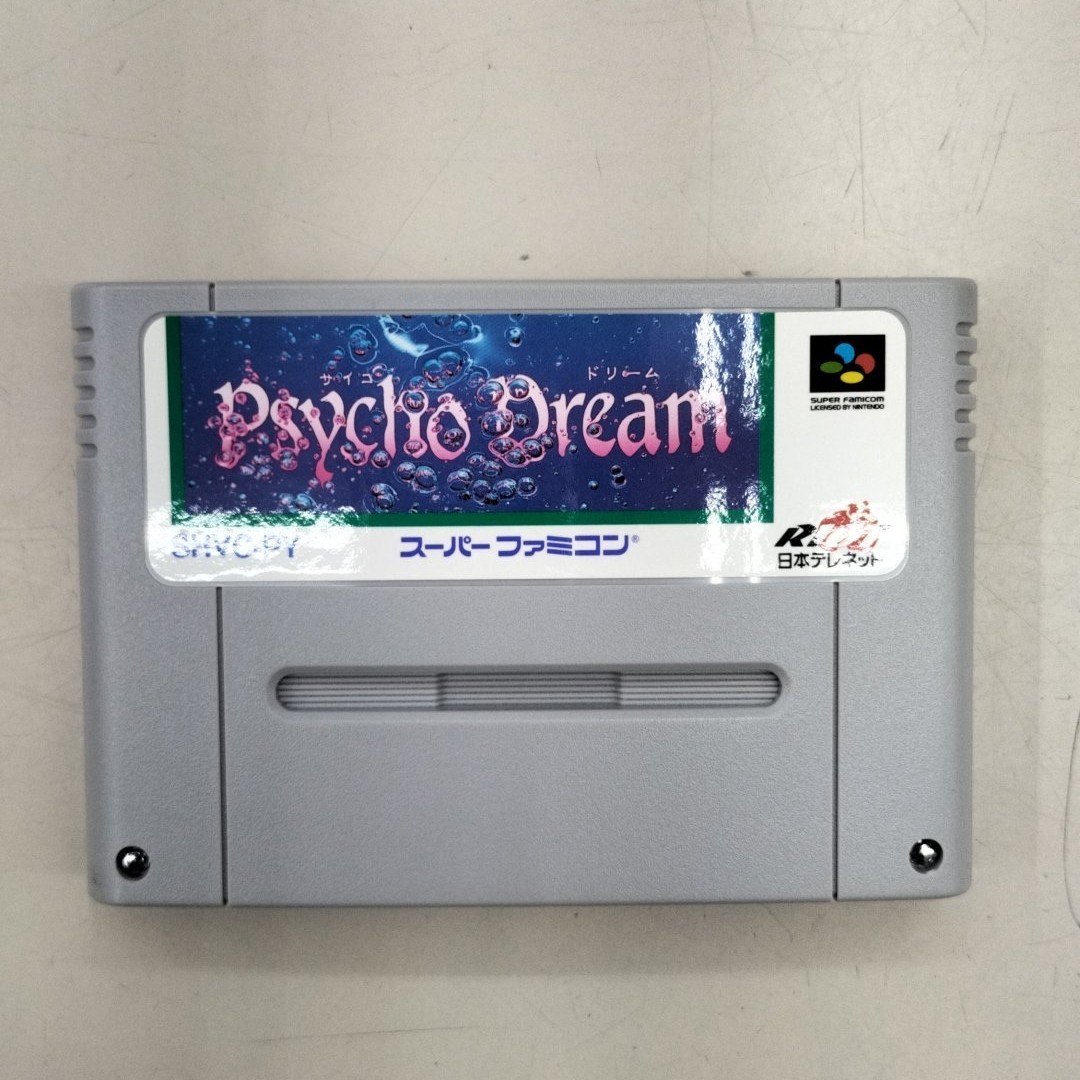 サイコ ドリーム
Psycho Dream
SUPER FAMICOM
LICENSED BY NINTENDO
SHVC-PY
スーパーファミコン®
日本テレネット